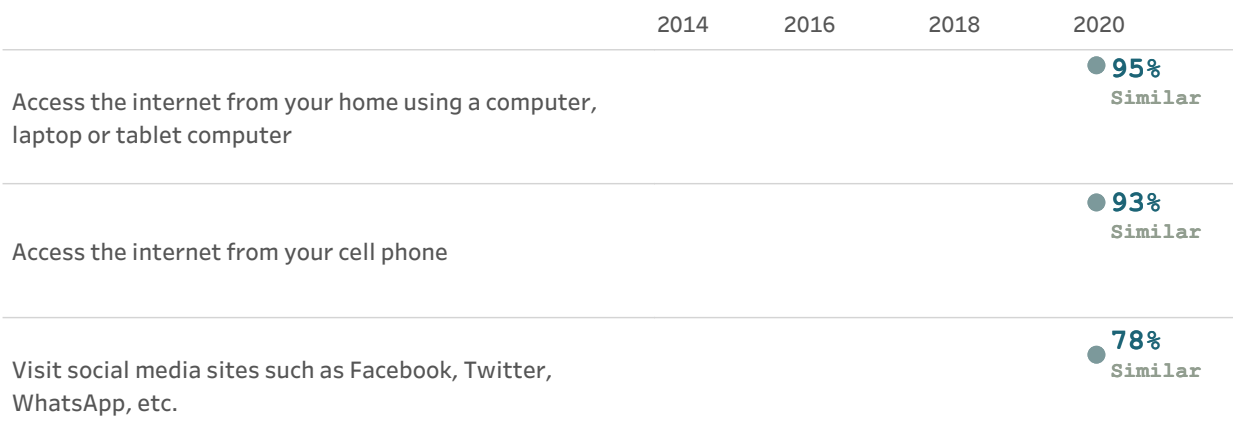 2014 2016 2018 2020
95%
Similar
Access the internet from your home using a computer,
laptop or tablet computer
93%
Similar
Access the internet from your cell phone
78%
Similar
Visit social media sites such as Facebook, Twitter,
WhatsApp, etc.